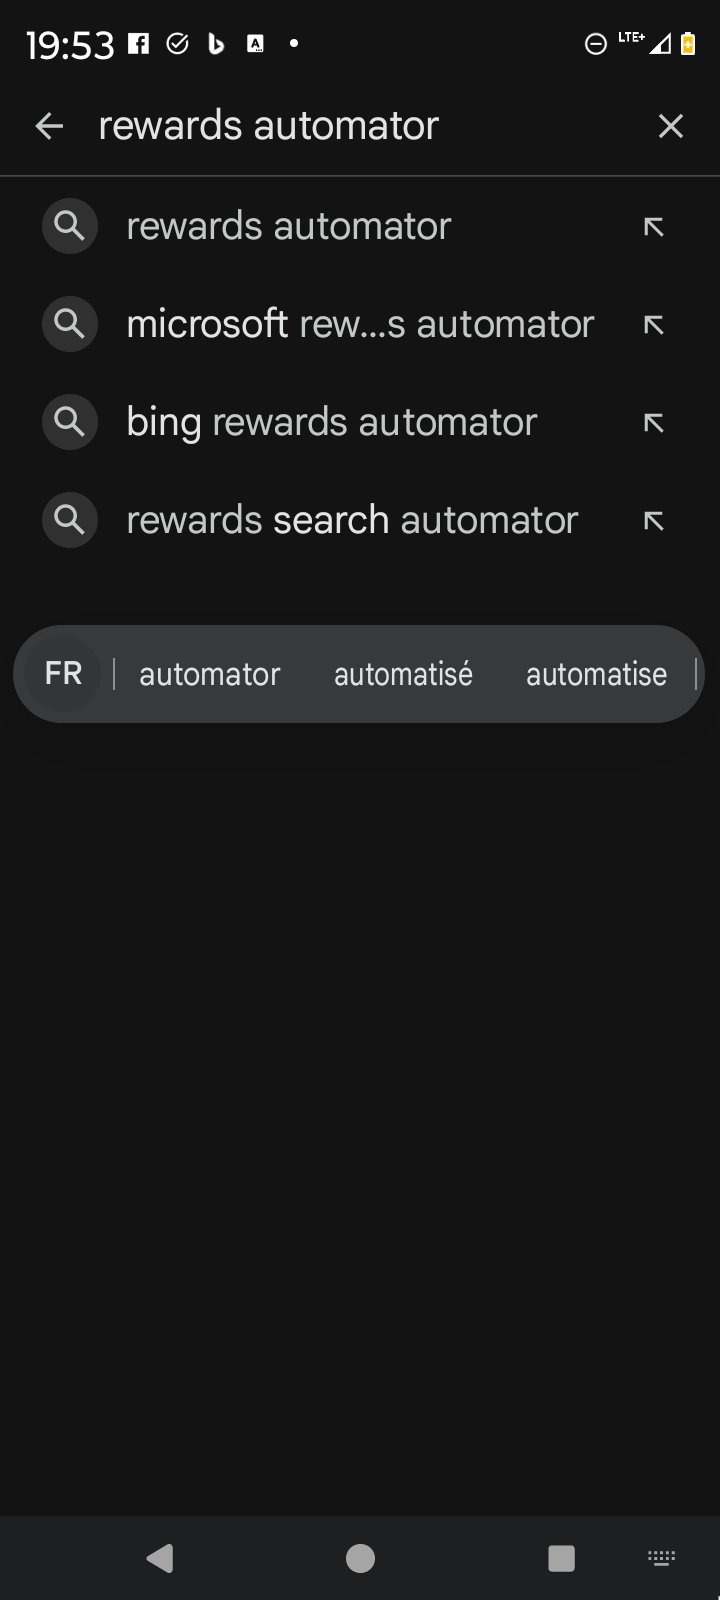 19:53
LTE+
rewards automator
rewards automator
microsoft rew...s automator
bing rewards automator
rewards search automator
FR automator automatisé automatise